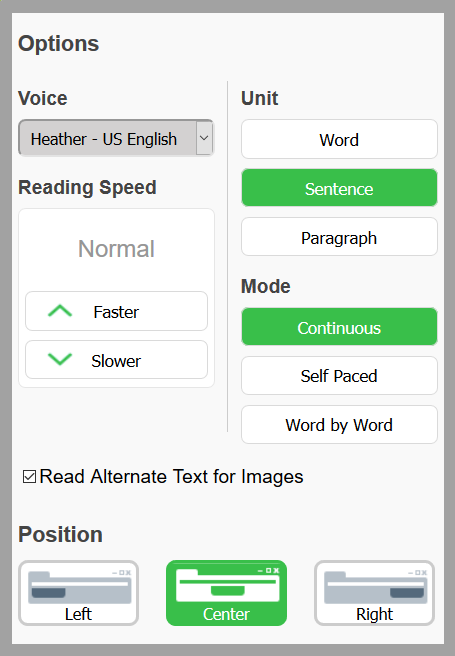 Options
Voice
Heather - US English
Reading Speed
Normal
Faster
Slower
Unit
Word
Sentence
Paragraph
Mode
Continuous
Self Paced
Word by Word
Read Alternate Text for Images
Position
Left
Center
Right